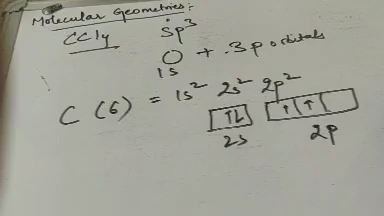 Molecular Geometries:-
CCl4 sp³
1s + 3p orbitals
C (6) = 1s² 2s² 2p²
↑↓ ↑ ↑
2s 2p